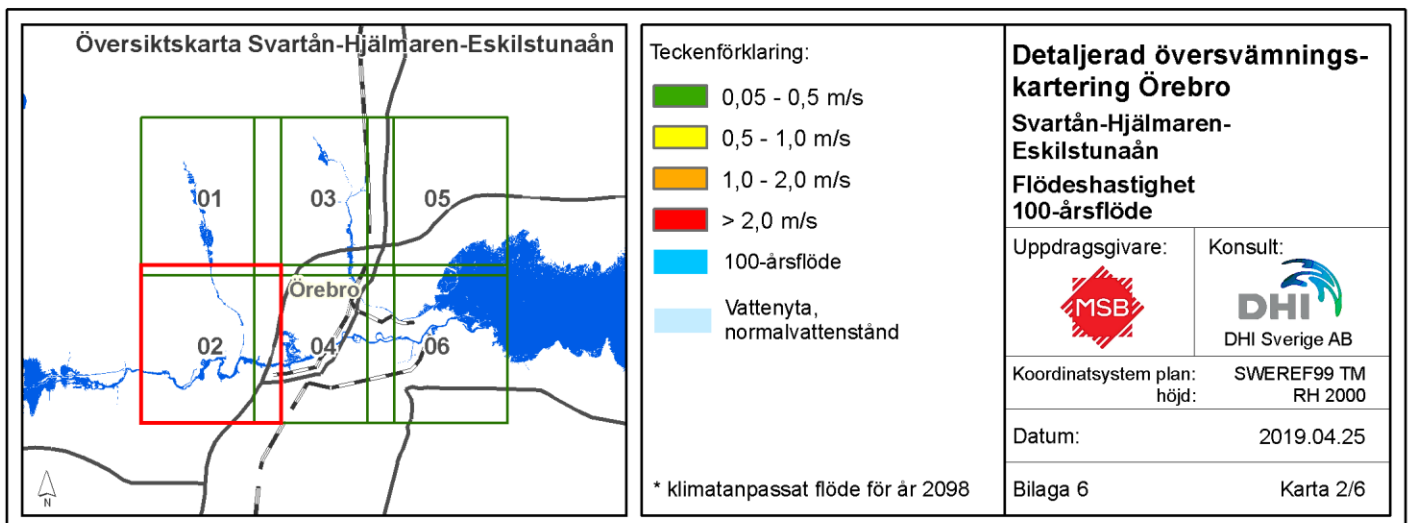 Översiktskarta Svartån-Hjälmaren-Eskilstunaån
01
03
05
Örebro
02
04
06
N
Teckenförklaring:
0,05 - 0,5 m/s
0,5 - 1,0 m/s
1,0 - 2,0 m/s
> 2,0 m/s
100-årsflöde
Vattenyta,
normalvattenstånd
* klimatanpassat flöde för år 2098
Detaljerad översvämnings-
kartering Örebro
Svartån-Hjälmaren-
Eskilstunaån
Flödeshastighet
100-årsflöde
Uppdragsgivare:
MSB
Konsult:
DHI
DHI Sverige AB
Koordinatsystem plan: SWEREF99 TM
höjd: RH 2000
Datum: 2019.04.25
Bilaga 6 Karta 2/6